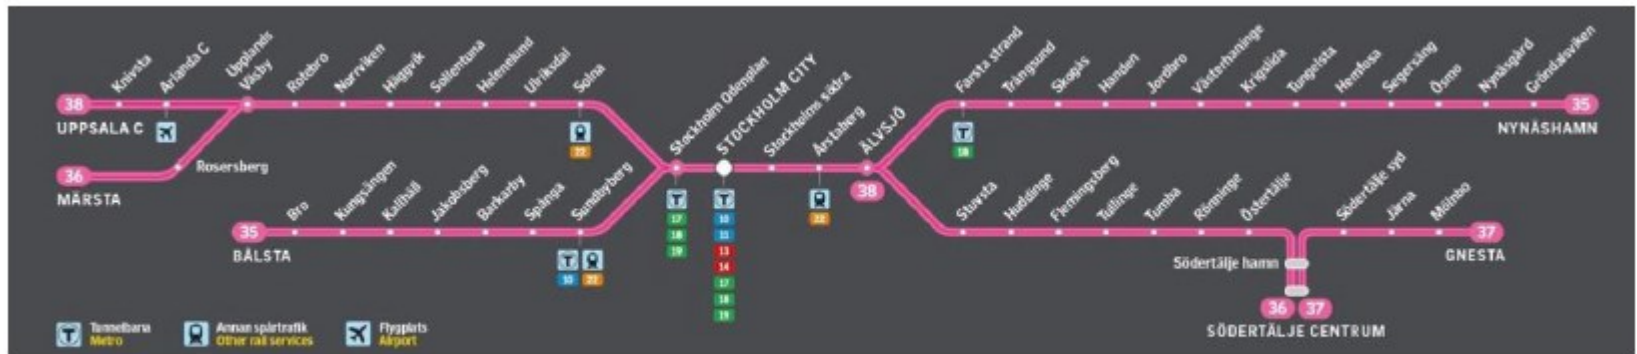 Knivsta
Arlanda C
Upplands
Väsby
Rotebro
Norrviken
Häggvik
Sollentuna
Helenelund
Ulriksdal
Solna
38
UPPSALA C
22
36
MÄRSTA
Rosersberg
Bro
Kungsängen
Kallhäll
Jakobsberg
Barkarby
Spånga
Sundbyberg
35
BÅLSTA
T
10 22
Stockholm Odenplan
STOCKHOLM CITY
Stockholms södra
Årstaberg
ÄLVSJÖ
T
17
18
19
T
10
11
13
14
17
18
19
22
38
Farsta strand
Trångsund
Skogås
Handen
Jordbro
Västerhaninge
Krigslida
Tungelsta
Hemfosa
Segersäng
Ösmo
Nynäsgård
Gröndalsviken
35
NYNÄSHAMN
T
18
Stuvsta
Huddinge
Flemingsberg
Tullinge
Tumba
Rönninge
Östertälje
Södertälje syd
Järna
Mölnbo
37
GNESTA
Södertälje hamn
36 37
SÖDERTÄLJE CENTRUM
T Tunnelbana
Metro
Annan spårtrafik
Other rail services
Flygplats
Airport